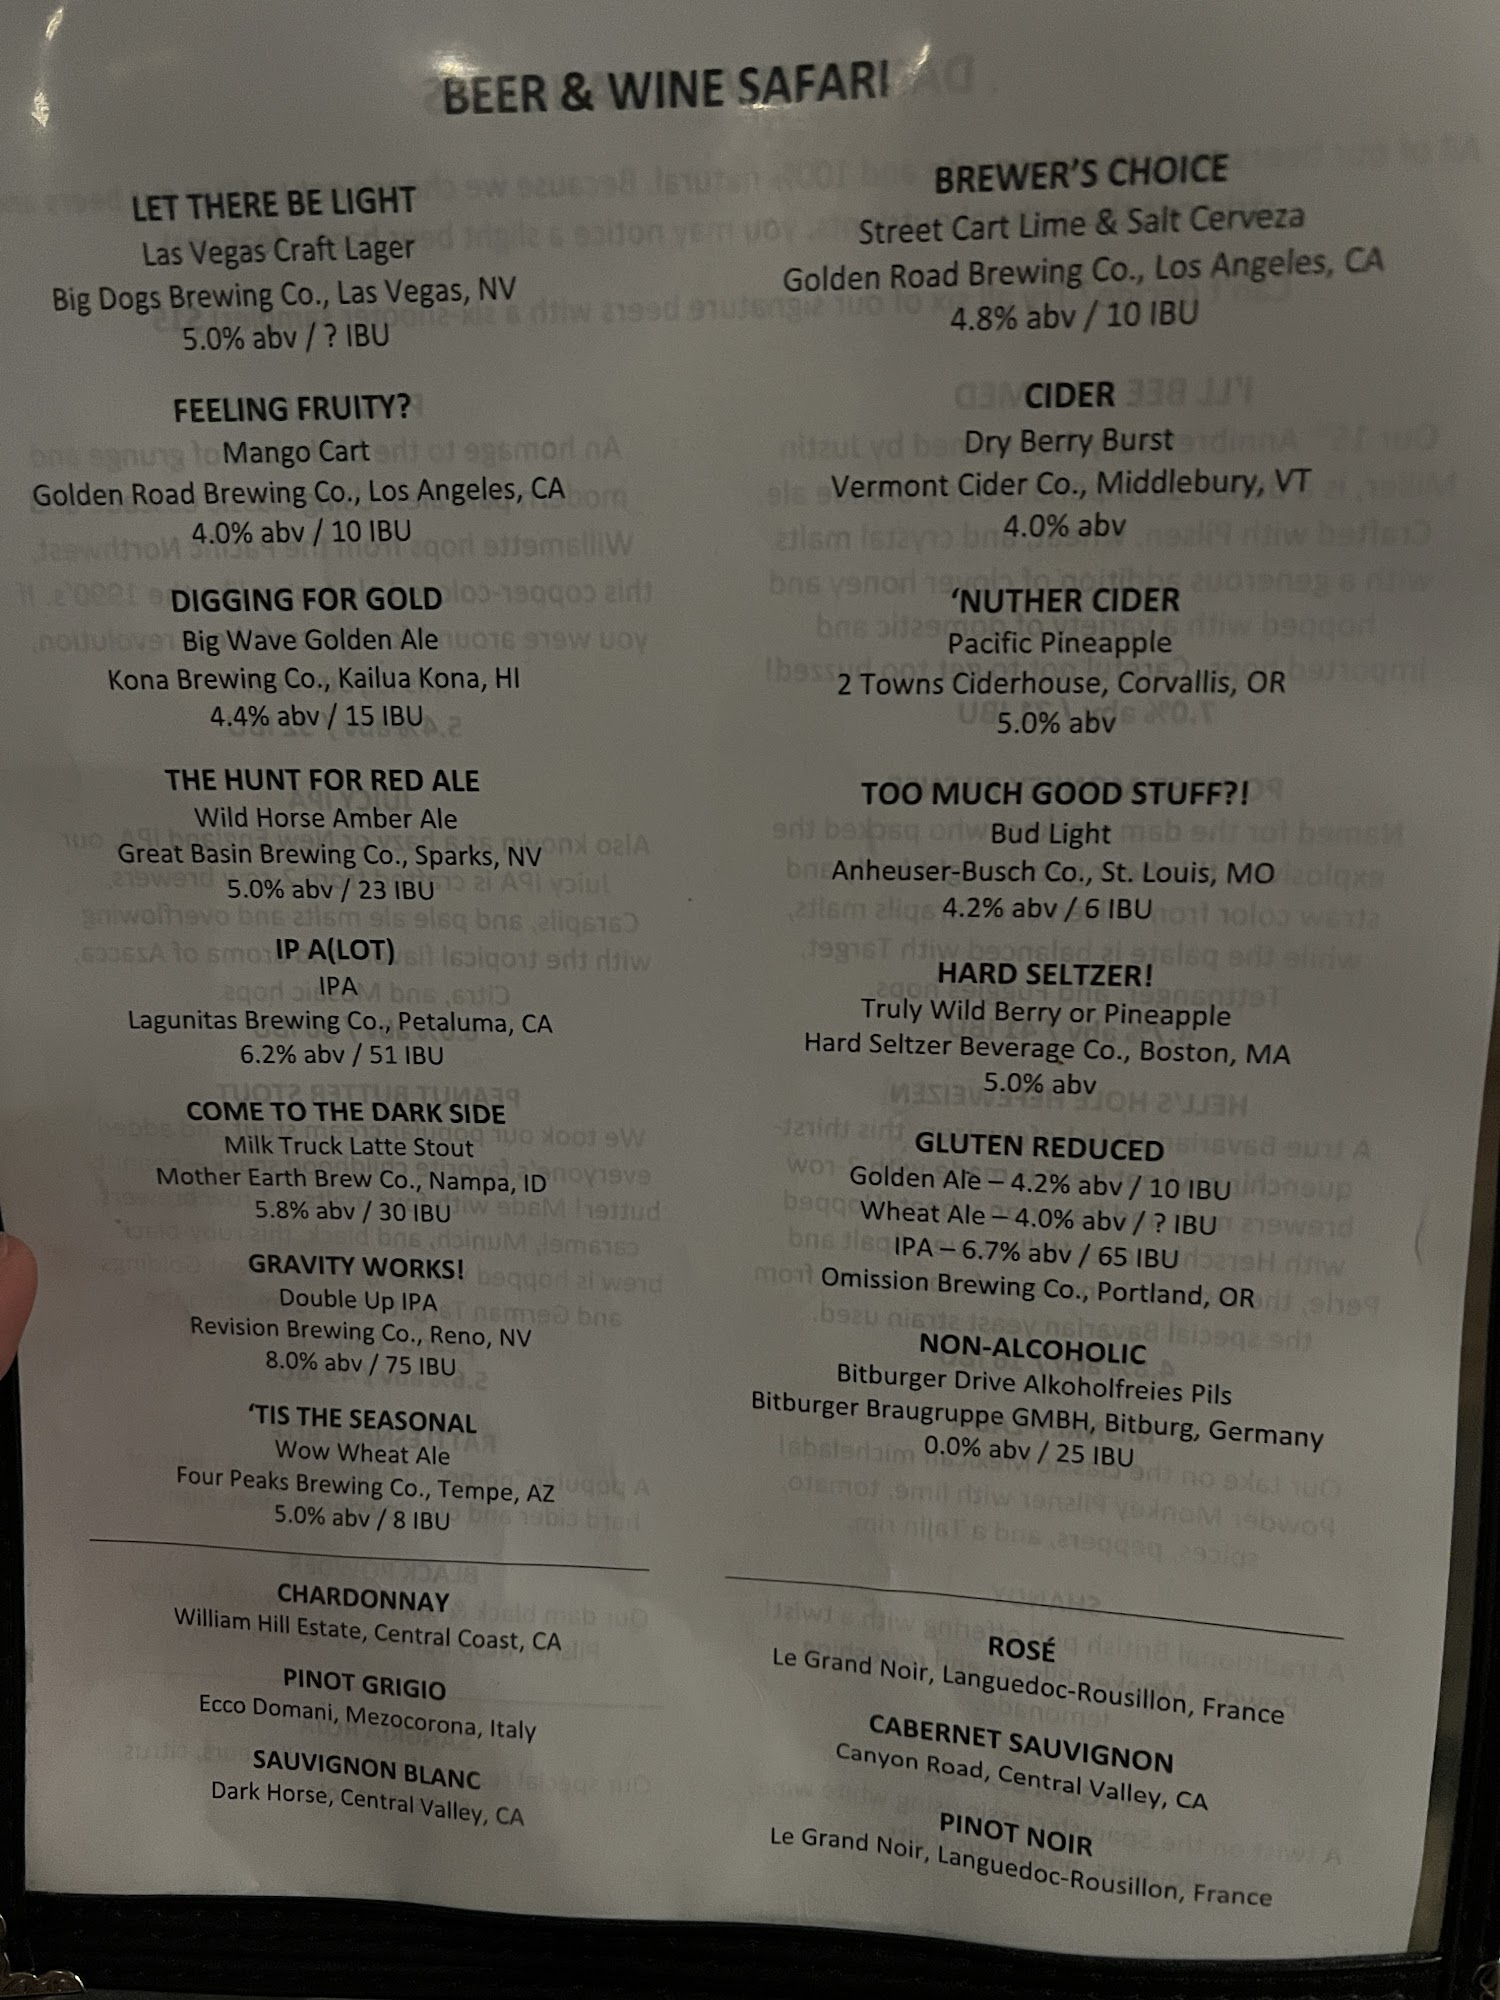 BEER & WINE SAFARI
LET THERE BE LIGHT
Las Vegas Craft Lager
Big Dogs Brewing Co., Las Vegas, NV
5.0% abv / ? IBU
FEELING FRUITY?
Mango Cart
Golden Road Brewing Co., Los Angeles, CA
4.0% abv / 10 IBU
DIGGING FOR GOLD
Big Wave Golden Ale
Kona Brewing Co., Kailua Kona, HI
4.4% abv / 15 IBU
THE HUNT FOR RED ALE
Wild Horse Amber Ale
Great Basin Brewing Co., Sparks, NV
5.0% abv / 23 IBU
IP A(LOT)
IPA
Lagunitas Brewing Co., Petaluma, CA
6.2% abv / 51 IBU
COME TO THE DARK SIDE
Milk Truck Latte Stout
Mother Earth Brew Co., Nampa, ID
5.8% abv / 30 IBU
GRAVITY WORKS!
Double Up IPA
Revision Brewing Co., Reno, NV
8.0% abv / 75 IBU
‘TIS THE SEASONAL
Wow Wheat Ale
Four Peaks Brewing Co., Tempe, AZ
5.0% abv / 8 IBU
CHARDONNAY
William Hill Estate, Central Coast, CA
PINOT GRIGIO
Ecco Domani, Mezocorona, Italy
SAUVIGNON BLANC
Dark Horse, Central Valley, CA
BREWER’S CHOICE
Street Cart Lime & Salt Cerveza
Golden Road Brewing Co., Los Angeles, CA
4.8% abv / 10 IBU
CIDER
Dry Berry Burst
Vermont Cider Co., Middlebury, VT
4.0% abv
‘NUTHER CIDER
Pacific Pineapple
2 Towns Ciderhouse, Corvallis, OR
5.0% abv
TOO MUCH GOOD STUFF?!
Bud Light
Anheuser-Busch Co., St. Louis, MO
4.2% abv / 6 IBU
HARD SELTZER!
Truly Wild Berry or Pineapple
Hard Seltzer Beverage Co., Boston, MA
5.0% abv
GLUTEN REDUCED
Golden Ale – 4.2% abv / 10 IBU
Wheat Ale – 4.0% abv / ? IBU
IPA – 6.7% abv / 65 IBU
Omission Brewing Co., Portland, OR
NON-ALCOHOLIC
Bitburger Drive Alkoholfreies Pils
Bitburger Braugruppe GMBH, Bitburg, Germany
0.0% abv / 25 IBU
ROSÉ
Le Grand Noir, Languedoc-Rousillon, France
CABERNET SAUVIGNON
Canyon Road, Central Valley, CA
PINOT NOIR
Le Grand Noir, Languedoc-Rousillon, France